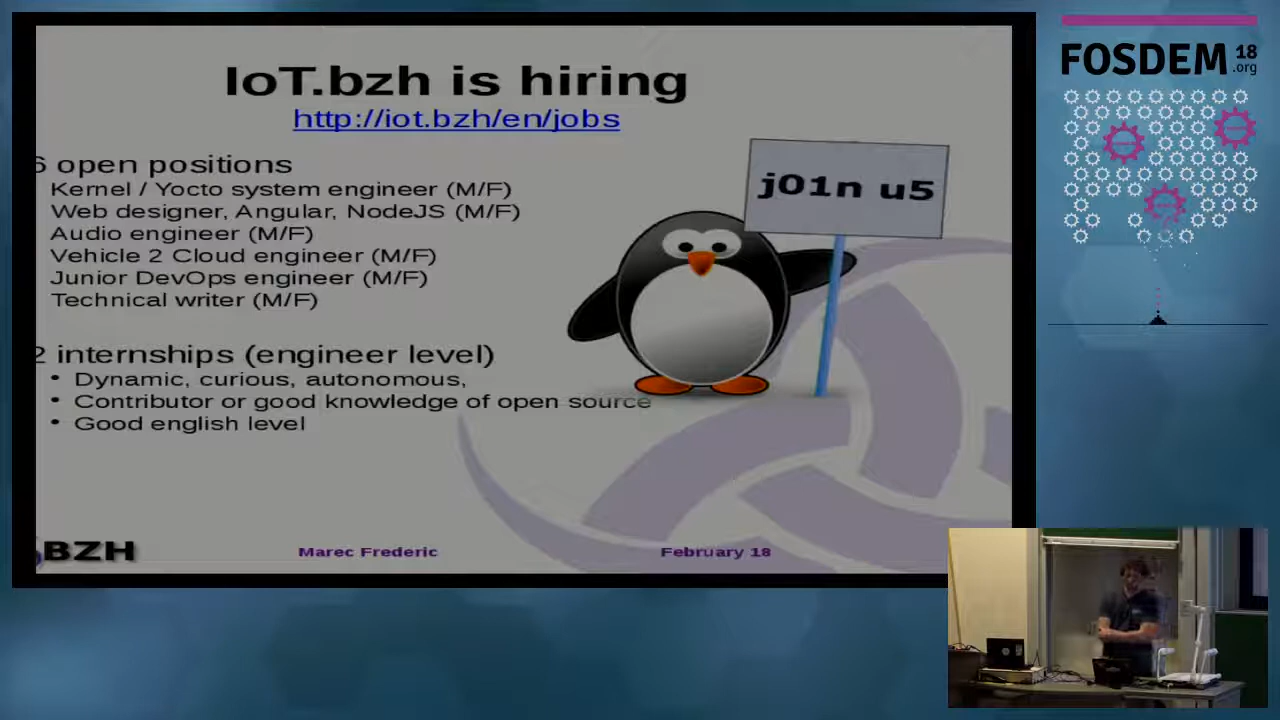 IoT.bzh is hiring
http://iot.bzh/en/jobs
6 open positions
Kernel / Yocto system engineer (M/F)
Web designer, Angular, NodeJS (M/F)
Audio engineer (M/F)
Vehicle 2 Cloud engineer (M/F)
Junior DevOps engineer (M/F)
Technical writer (M/F)
2 internships (engineer level)
• Dynamic, curious, autonomous,
• Contributor or good knowledge of open source
• Good english level
j01n u5
BZH
Marec Frederic
February 18
FOSDEM 18
.org